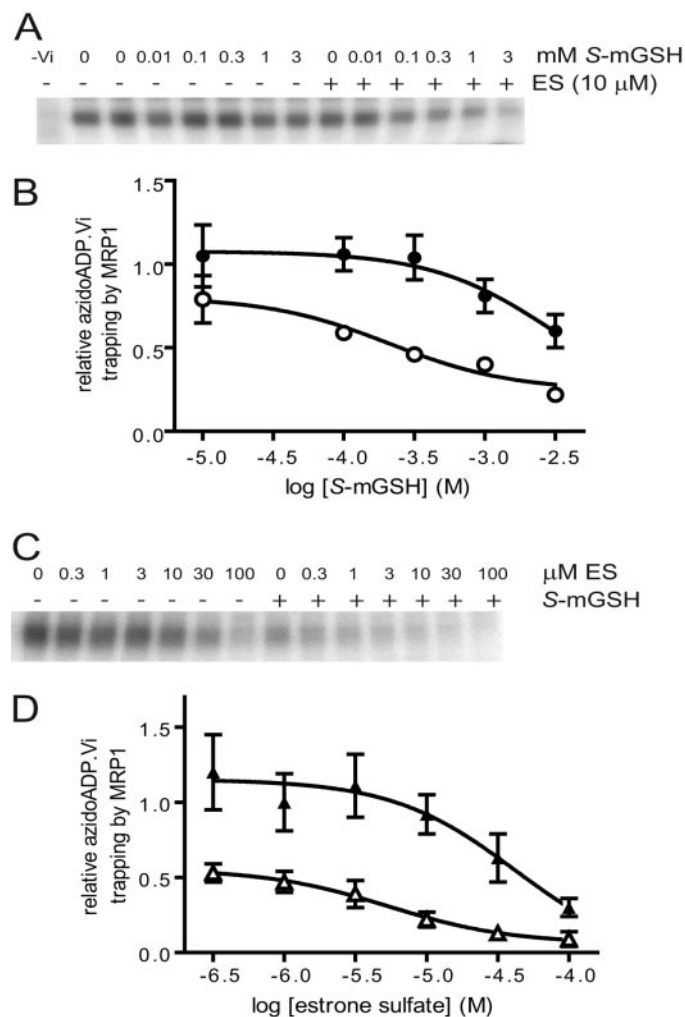 A
-Vi 0 0 0.01 0.1 0.3 1 3 0 0.01 0.1 0.3 1 3 mM S-mGSH
- - - - - - - - + + + + + + ES (10 μM)
B
relative azidoADP.Vi
trapping by MRP1
1.5
1.0
0.5
0.0
-5.0 -4.5 -4.0 -3.5 -3.0 -2.5
log [S-mGSH] (M)
C
0 0.3 1 3 10 30 100 0 0.3 1 3 10 30 100 μM ES
- - - - - - - + + + + + + + S-mGSH
D
relative azidoADP.Vi
trapping by MRP1
1.5
1.0
0.5
0.0
-6.5 -6.0 -5.5 -5.0 -4.5 -4.0
log [estrone sulfate] (M)